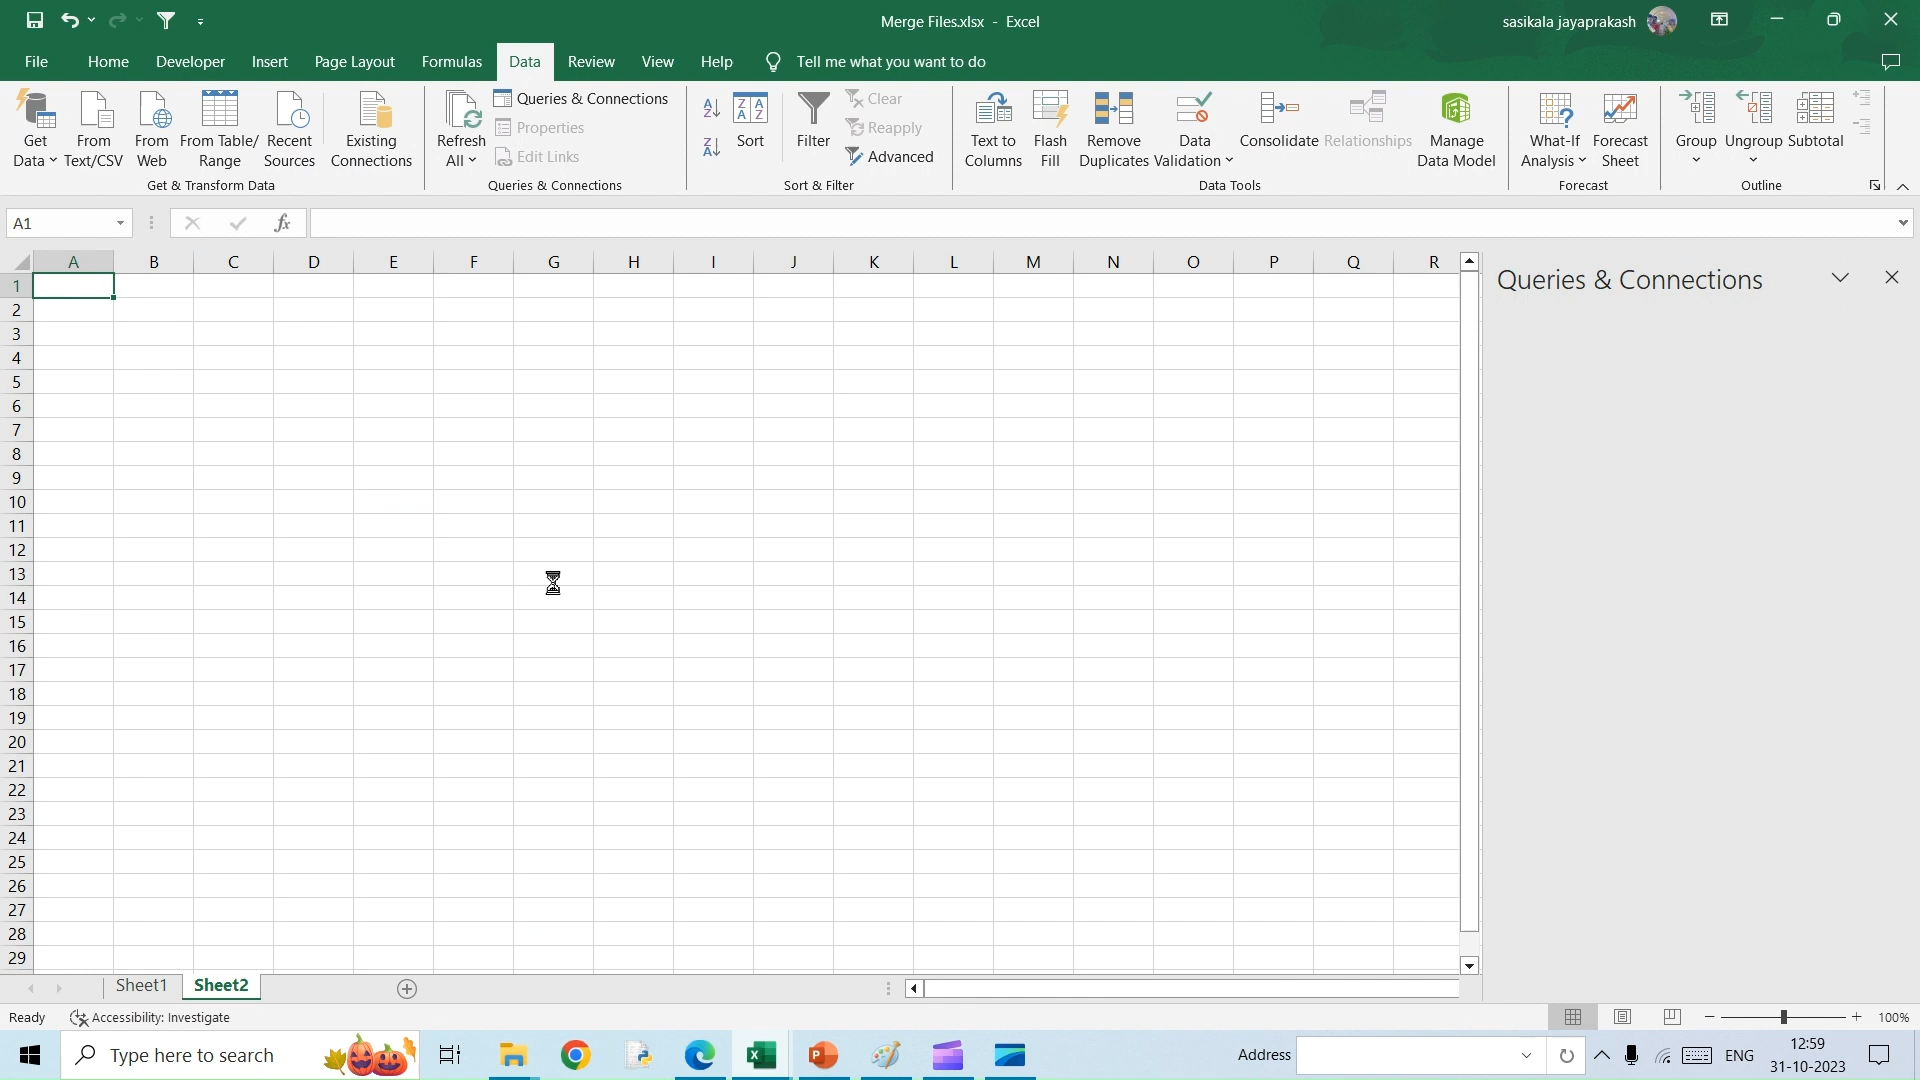 Merge Files.xlsx - Excel
sasikala jayaprakash
File Home Developer Insert Page Layout Formulas Data Review View Help Tell me what you want to do
Get Data
From Text/CSV
From Web
From Table/ Range
Recent Sources
Existing Connections
Get & Transform Data
Refresh All
Queries & Connections
Properties
Edit Links
Queries & Connections
Sort
Filter
Clear
Reapply
Advanced
Sort & Filter
Text to Columns
Flash Fill
Remove Duplicates
Data Validation
Consolidate
Relationships
Manage Data Model
Data Tools
What-If Analysis
Forecast Sheet
Forecast
Group
Ungroup
Subtotal
Outline
A1
fx
A B C D E F G H I J K L M N O P Q R
Queries & Connections
1
2
3
4
5
6
7
8
9
10
11
12
13
14
15
16
17
18
19
20
21
22
23
24
25
26
27
28
29
Sheet1 Sheet2
Ready Accessibility: Investigate
100%
Type here to search
Address
ENG
12:59
31-10-2023